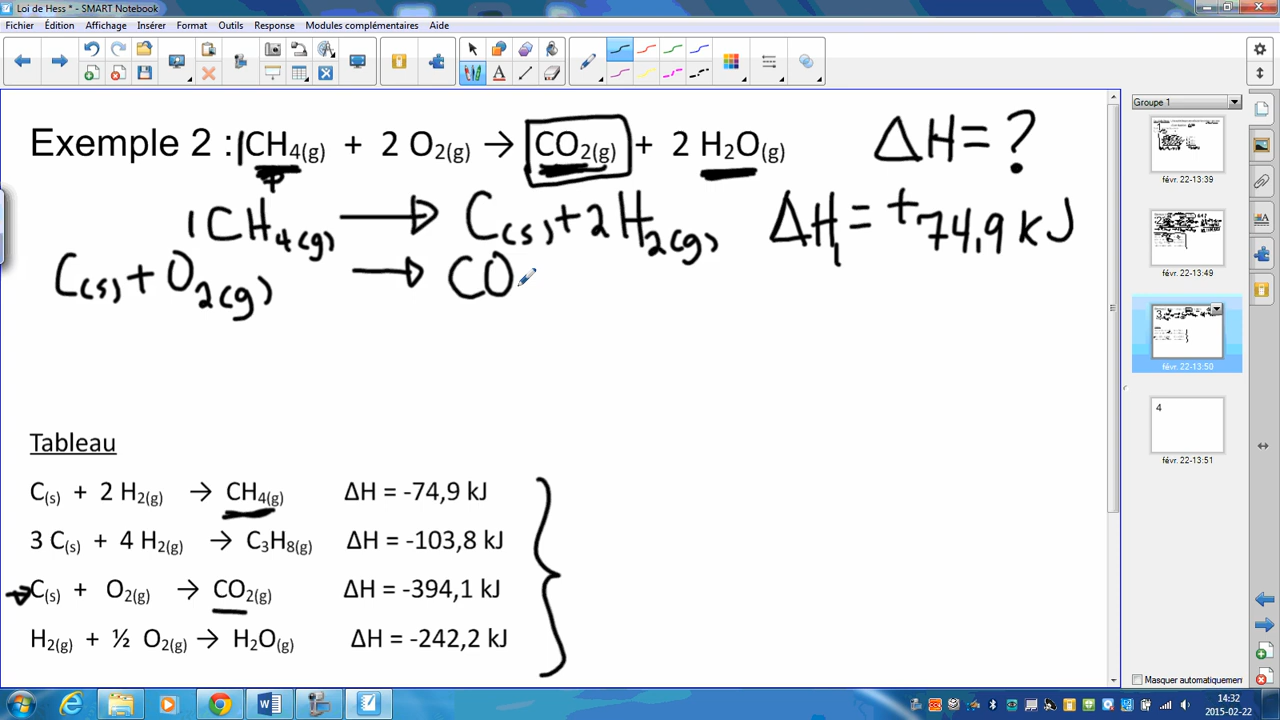 Loi de Hess * - SMART Notebook
Fichier Édition Affichage Insérer Format Outils Réponse Modules complémentaires Aide
Exemple 2 : 1CH4(g) + 2 O2(g) → CO2(g) + 2 H2O(g) ΔH = ?
1CH4(g) → C(s) + 2H2(g) ΔH1 = +74,9 kJ
C(s) + O2(g) → CO
Tableau
C(s) + 2 H2(g) → CH4(g) ΔH = -74,9 kJ
3 C(s) + 4 H2(g) → C3H8(g) ΔH = -103,8 kJ
C(s) + O2(g) → CO2(g) ΔH = -394,1 kJ
H2(g) + ½ O2(g) → H2O(g) ΔH = -242,2 kJ
Groupe 1
févr. 22-13:39
févr. 22-13:49
févr. 22-13:50
4
févr. 22-13:51
Masquer automatiquemen
14:32
2015-02-22